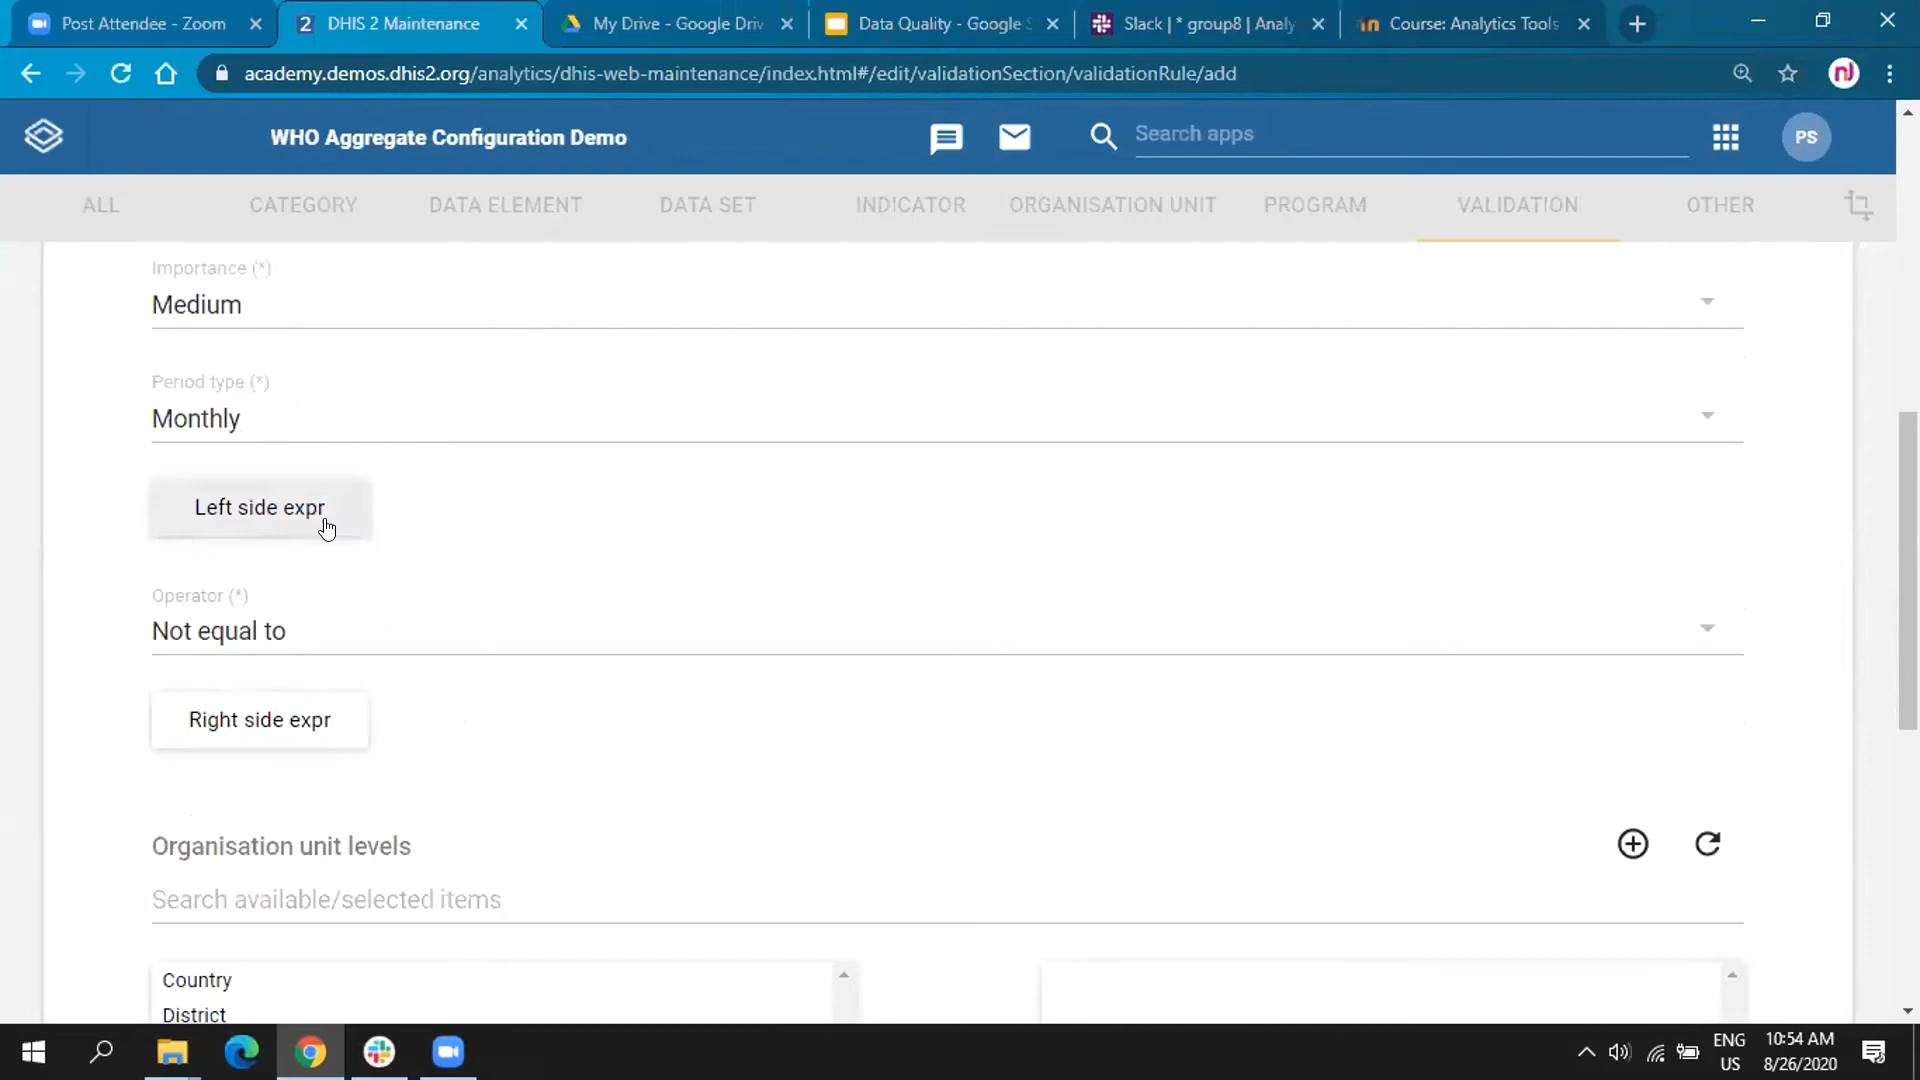 Post Attendee - Zoom
2 DHIS 2 Maintenance
My Drive - Google Driv
Data Quality - Google S
Slack | * group8 | Analy
Course: Analytics Tools
academy.demos.dhis2.org/analytics/dhis-web-maintenance/index.html#/edit/validationSection/validationRule/add
WHO Aggregate Configuration Demo
Search apps
PS
ALL
CATEGORY
DATA ELEMENT
DATA SET
INDICATOR
ORGANISATION UNIT
PROGRAM
VALIDATION
OTHER
Importance (*)
Medium
Period type (*)
Monthly
Left side expr
Operator (*)
Not equal to
Right side expr
Organisation unit levels
Search available/selected items
Country
District
ENG
US
10:54 AM
8/26/2020